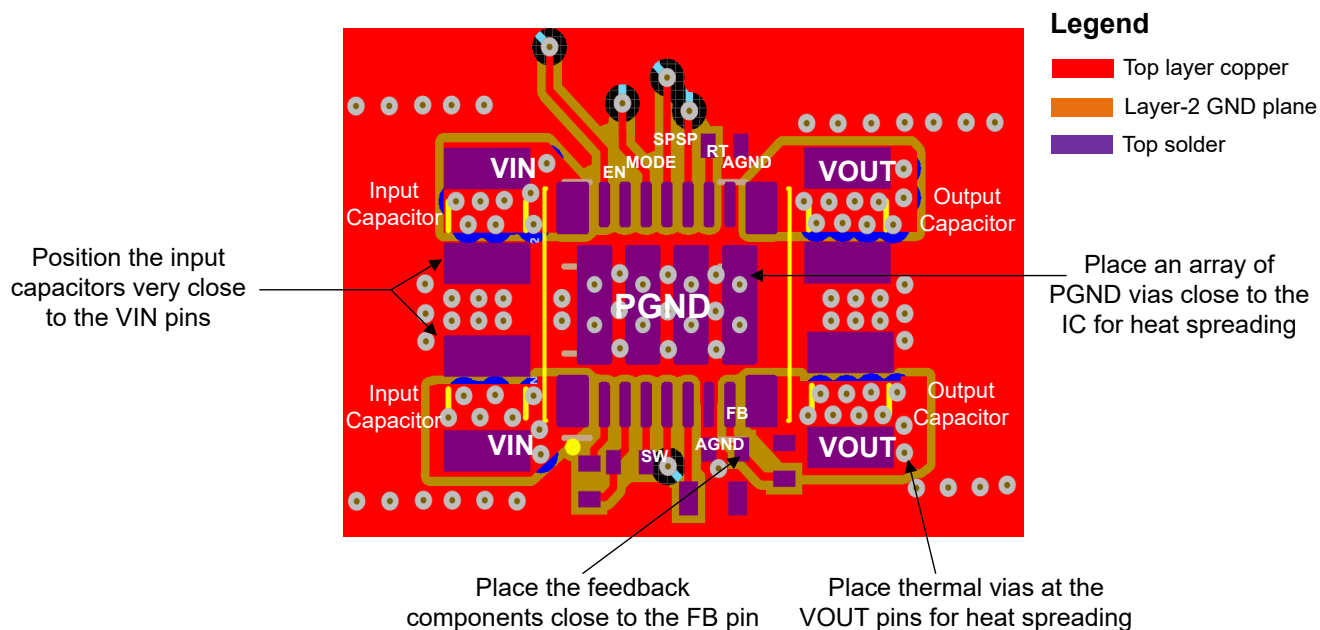 Legend
Top layer copper
Layer-2 GND plane
Top solder
SPSP
RT
MODE
AGND
EN
VIN
VOUT
Input
Capacitor
Output
Capacitor
2
Position the input
capacitors very close
to the VIN pins
PGND
Place an array of
PGND vias close to the
IC for heat spreading
2
Input
Capacitor
Output
Capacitor
FB
VIN
SW
AGND
VOUT
Place the feedback
components close to the FB pin
Place thermal vias at the
VOUT pins for heat spreading